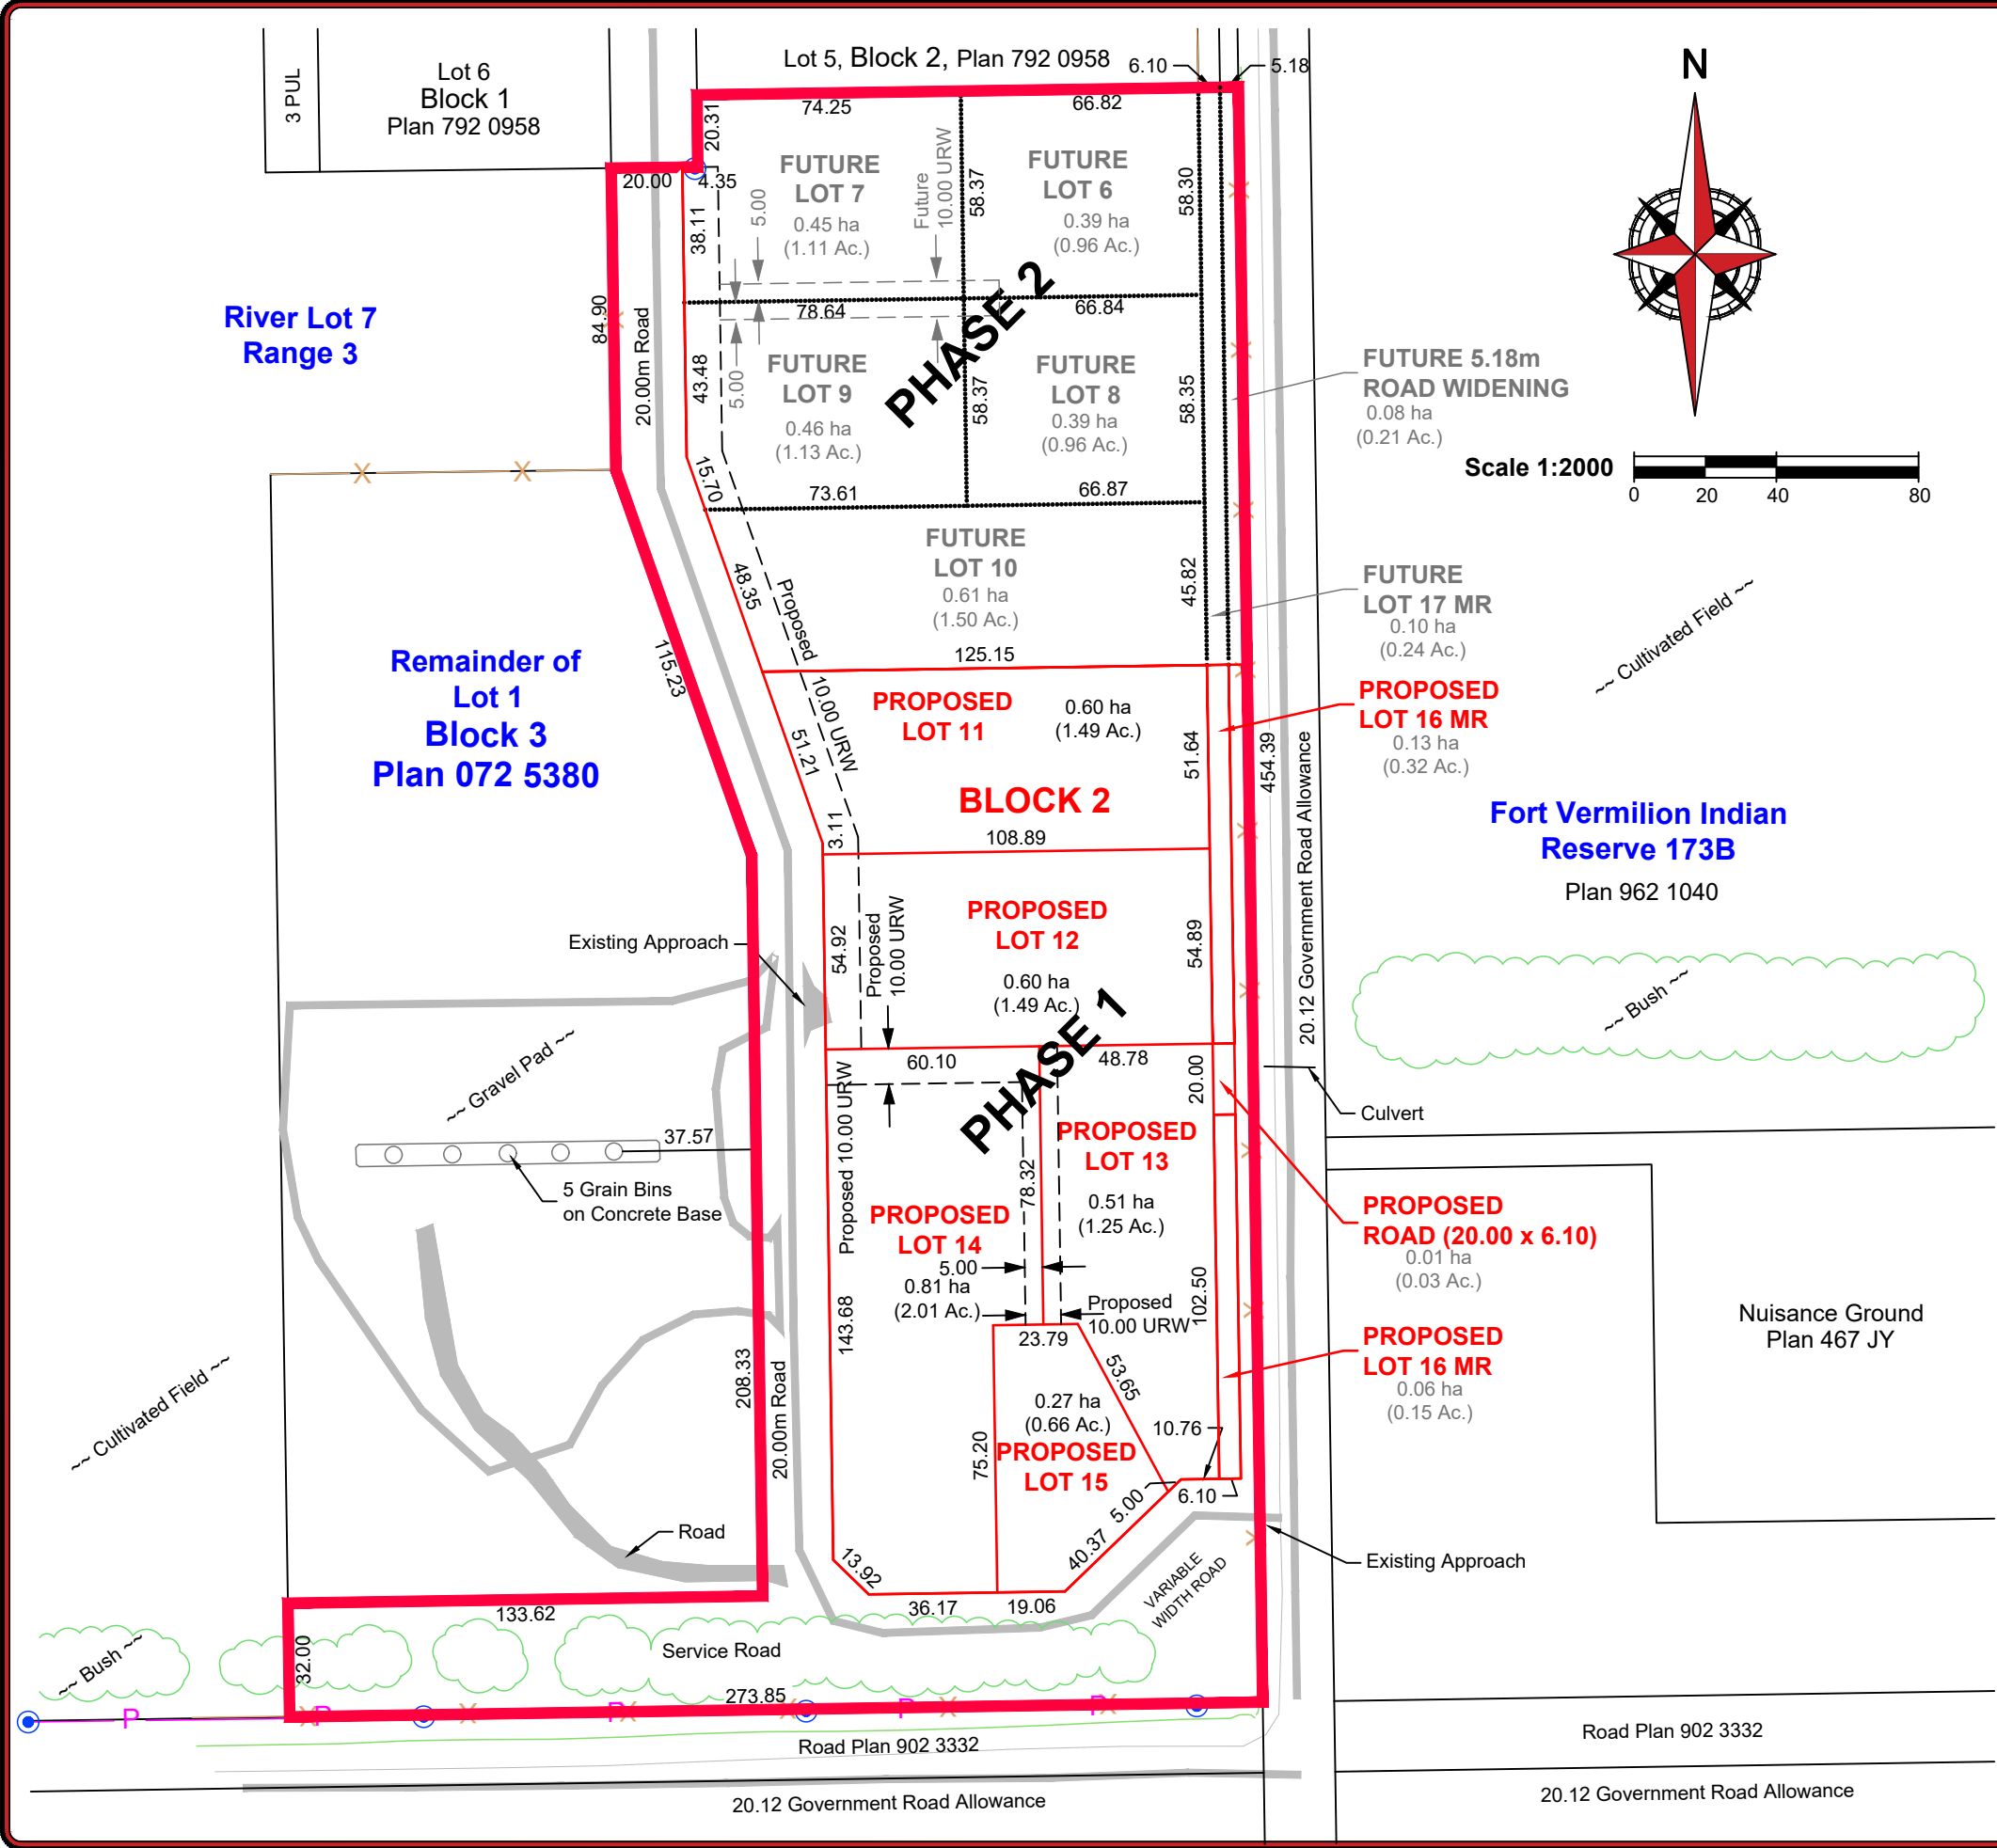 Lot 5, Block 2, Plan 792 0958
6.10
5.18
N
3 PUL
Lot 6
Block 1
Plan 792 0958
74.25
66.82
20.31
20.00
4.35
FUTURE
LOT 7
0.45 ha
(1.11 Ac.)
5.00
Future
10.00 URW
58.37
FUTURE
LOT 6
0.39 ha
(0.96 Ac.)
58.30
38.11
River Lot 7
Range 3
84.90
20.00m Road
78.64
66.84
PHASE 2
43.48
5.00
FUTURE
LOT 9
0.46 ha
(1.13 Ac.)
58.37
FUTURE
LOT 8
0.39 ha
(0.96 Ac.)
58.35
FUTURE 5.18m
ROAD WIDENING
0.08 ha
(0.21 Ac.)
Scale 1:2000
0
20
40
80
15.70
73.61
66.87
FUTURE
LOT 10
0.61 ha
(1.50 Ac.)
48.35
Proposed
10.00 URW
45.82
FUTURE
LOT 17 MR
0.10 ha
(0.24 Ac.)
~~ Cultivated Field ~~
125.15
115.23
Remainder of
Lot 1
Block 3
Plan 072 5380
PROPOSED
LOT 11
0.60 ha
(1.49 Ac.)
51.21
51.64
454.39
20.12 Government Road Allowance
PROPOSED
LOT 16 MR
0.13 ha
(0.32 Ac.)
BLOCK 2
3.11
108.89
Fort Vermilion Indian
Reserve 173B
Plan 962 1040
Existing Approach
54.92
Proposed
10.00 URW
PROPOSED
LOT 12
0.60 ha
(1.49 Ac.)
54.89
~~ Bush ~~
PHASE 1
60.10
48.78
20.00
~~ Gravel Pad ~~
Culvert
37.57
5 Grain Bins
on Concrete Base
Proposed 10.00 URW
78.32
PROPOSED
LOT 13
0.51 ha
(1.25 Ac.)
PROPOSED
LOT 14
5.00
0.81 ha
(2.01 Ac.)
Proposed
10.00 URW
102.50
PROPOSED
ROAD (20.00 x 6.10)
0.01 ha
(0.03 Ac.)
Nuisance Ground
Plan 467 JY
143.68
23.79
53.65
PROPOSED
LOT 16 MR
0.06 ha
(0.15 Ac.)
208.33
20.00m Road
~~ Cultivated Field ~~
75.20
0.27 ha
(0.66 Ac.)
PROPOSED
LOT 15
10.76
6.10
5.00
40.37
Road
13.92
36.17
19.06
VARIABLE
WIDTH ROAD
Existing Approach
133.62
32.00
~~ Bush ~~
Service Road
273.85
P
P
P
P
P
Road Plan 902 3332
Road Plan 902 3332
20.12 Government Road Allowance
20.12 Government Road Allowance